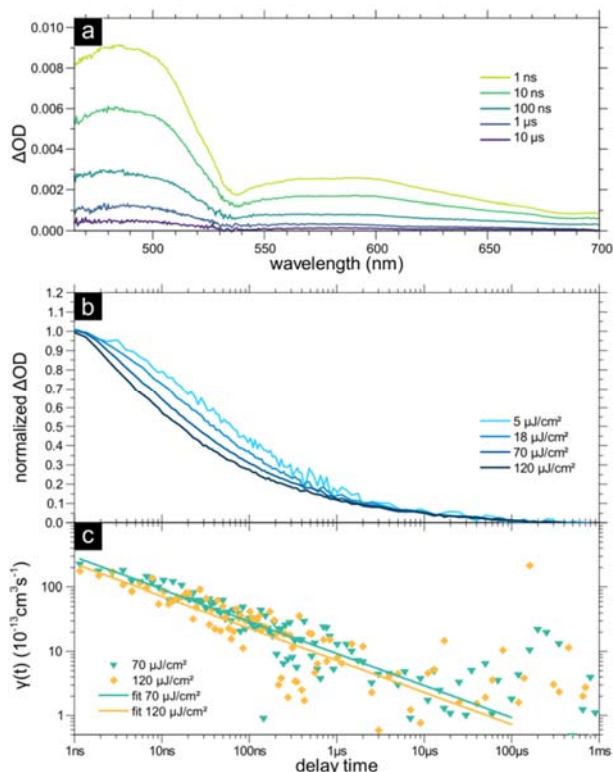 a
0.010
0.008
0.006
0.004
0.002
0.000
ΔOD
1 ns
10 ns
100 ns
1 µs
10 µs
500
550
600
650
700
wavelength (nm)
b
1.2
1.1
1.0
0.9
0.8
0.7
0.6
0.5
0.4
0.3
0.2
0.1
0.0
normalized ΔOD
5 µJ/cm²
18 µJ/cm²
70 µJ/cm²
120 µJ/cm²
c
100
10
1
γ(t) (10⁻¹³cm³s⁻¹)
70 µJ/cm²
120 µJ/cm²
fit 70 µJ/cm²
fit 120 µJ/cm²
1ns
10ns
100ns
1µs
10µs
100µs
1ms
delay time